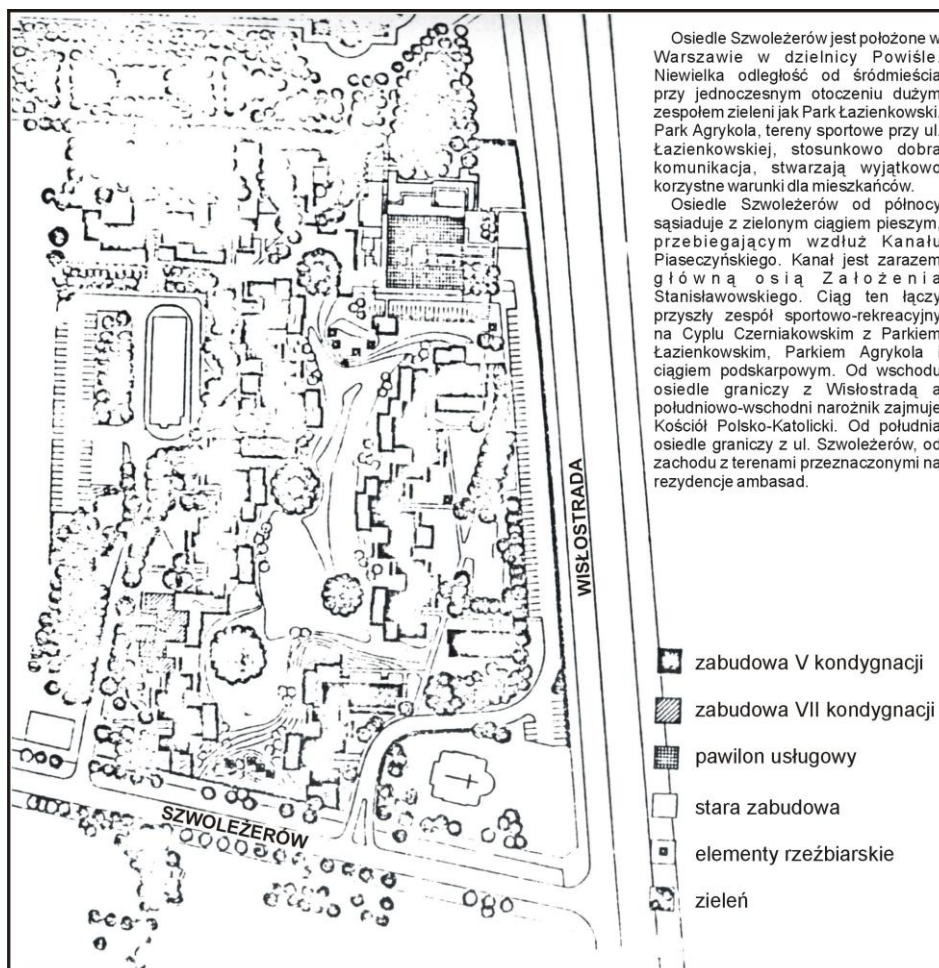 Osiedle Szwoleżerów jest położone w
Warszawie w dzielnicy Powiśle.
Niewielka odległość od śródmieścia
przy jednoczesnym otoczeniu dużym
zespołem zieleni jak Park Łazienkowski,
Park Agrykola, tereny sportowe przy ul.
Łazienkowskiej, stosunkowo dobra
komunikacja, stwarzają wyjątkowo
korzystne warunki dla mieszkańców.
Osiedle Szwoleżerów od północy
sąsiaduje z zielonym ciągiem pieszym,
przebiegającym wzdłuż Kanału
Piaseczyńskiego. Kanał jest zarazem
główną osią Założenia
Stanisławowskiego. Ciąg ten łączy
przyszły zespół sportowo-rekreacyjny
na Cyplu Czerniakowskim z Parkiem
Łazienkowskim, Parkiem Agrykola i
ciągiem podskarpowym. Od wschodu
osiedle graniczy z Wisłostradą a
południowo-wschodni narożnik zajmuje
Kościół Polsko-Katolicki. Od południa
osiedle graniczy z ul. Szwoleżerów, od
zachodu z terenami przeznaczonymi na
rezydencje ambasad.
WISŁOSTRADA
SZWOLEŻERÓW
zabudowa V kondygnacji
zabudowa VII kondygnacji
pawilon usługowy
stara zabudowa
elementy rzeźbiarskie
zieleń